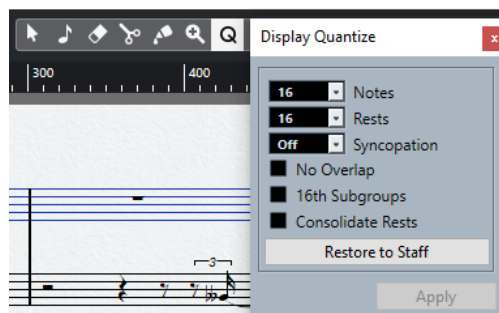 Q
Display Quantize
x
300
400
16 Notes
16 Rests
Off Syncopation
No Overlap
16th Subgroups
Consolidate Rests
Restore to Staff
3
Apply